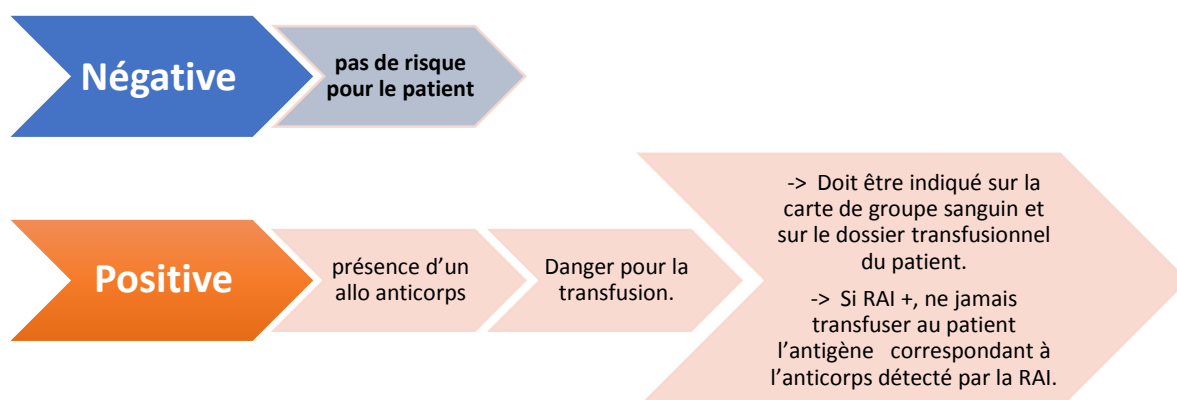 Négative
pas de risque
pour le patient
Positive
présence d’un
allo anticorps
Danger pour la
transfusion.
-> Doit être indiqué sur la
carte de groupe sanguin et
sur le dossier transfusionnel
du patient.
-> Si RAI +, ne jamais
transfuser au patient
l’antigène correspondant à
l’anticorps détecté par la RAI.